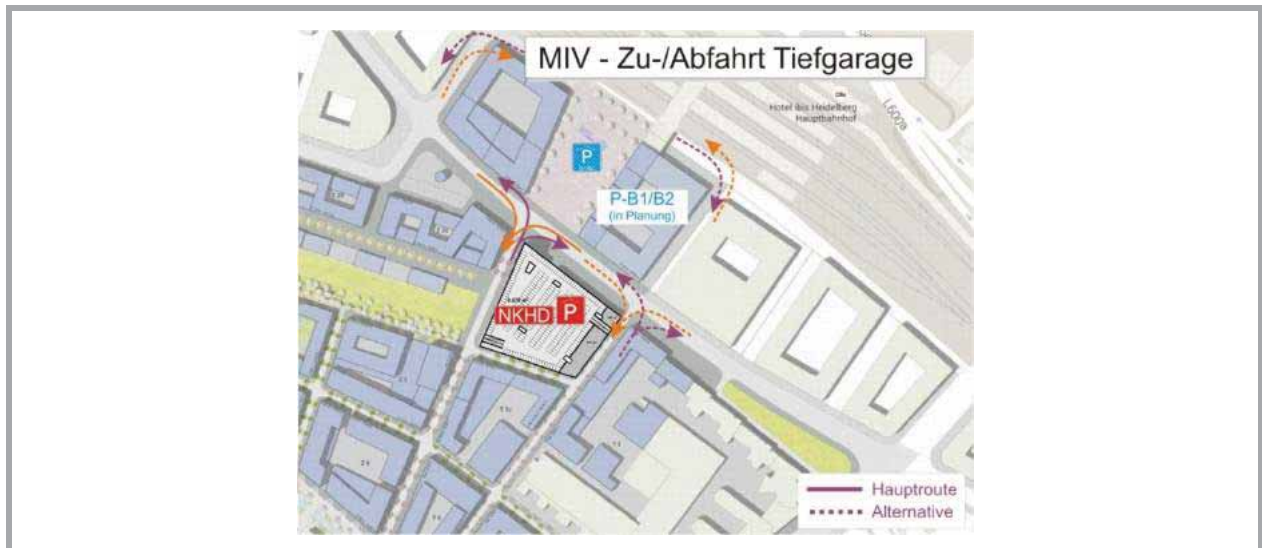 MIV - Zu-/Abfahrt Tiefgarage
Hotel ibis Heidelberg
Hauptbahnhof
L600a
P
P-B1/B2
(in Planung)
NKHD P
Hauptroute
Alternative